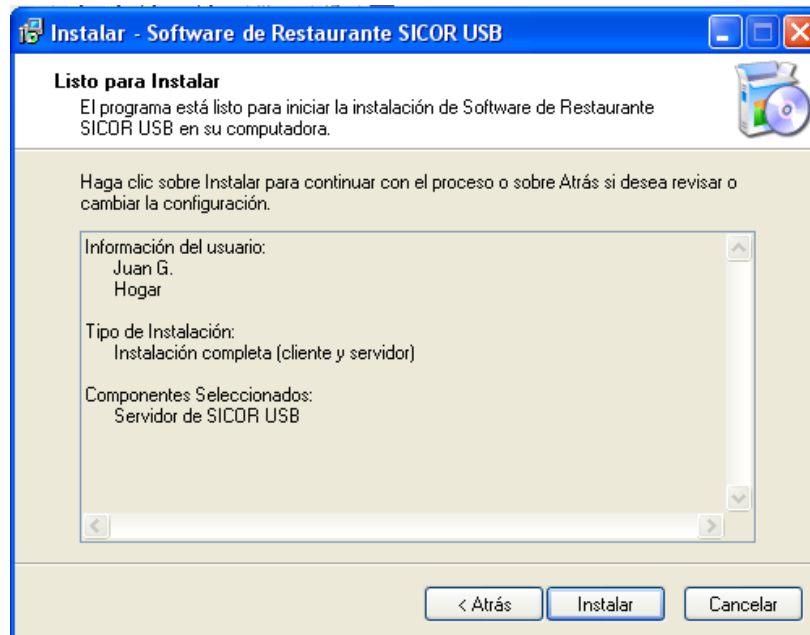 Instalar - Software de Restaurante SICOR USB
Listo para Instalar
El programa está listo para iniciar la instalación de Software de Restaurante
SICOR USB en su computadora.
Haga clic sobre Instalar para continuar con el proceso o sobre Atrás si desea revisar o
cambiar la configuración.
Información del usuario:
Juan G.
Hogar
Tipo de Instalación:
Instalación completa (cliente y servidor)
Componentes Seleccionados:
Servidor de SICOR USB
< Atrás
Instalar
Cancelar